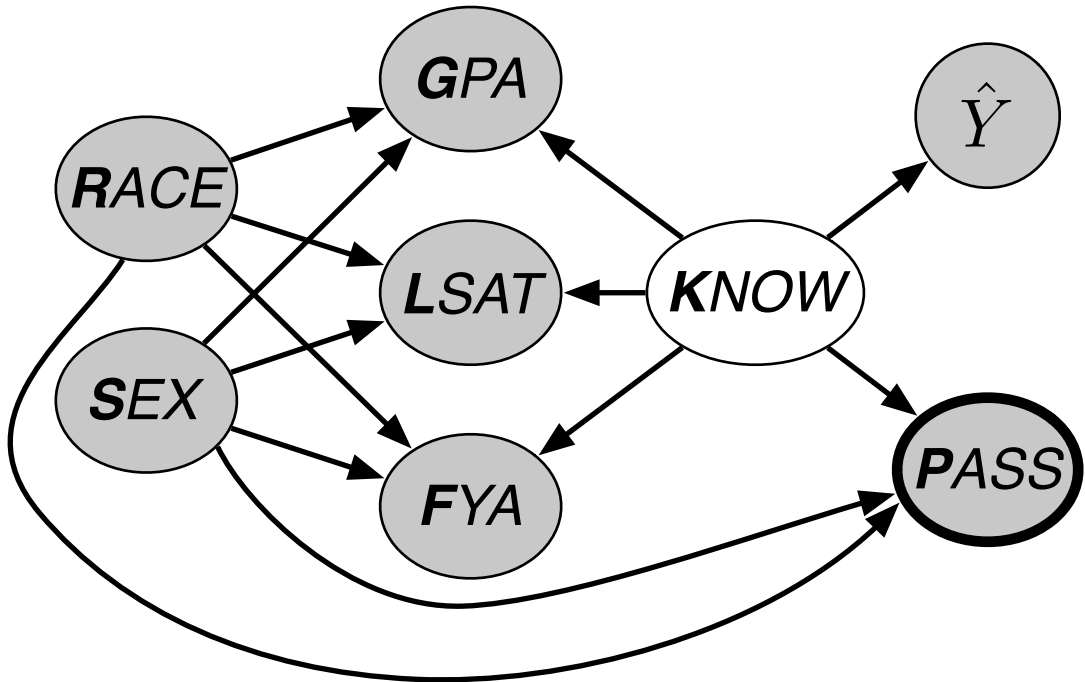 GPA
Ŷ
RACE
LSAT
KNOW
SEX
PASS
FYA